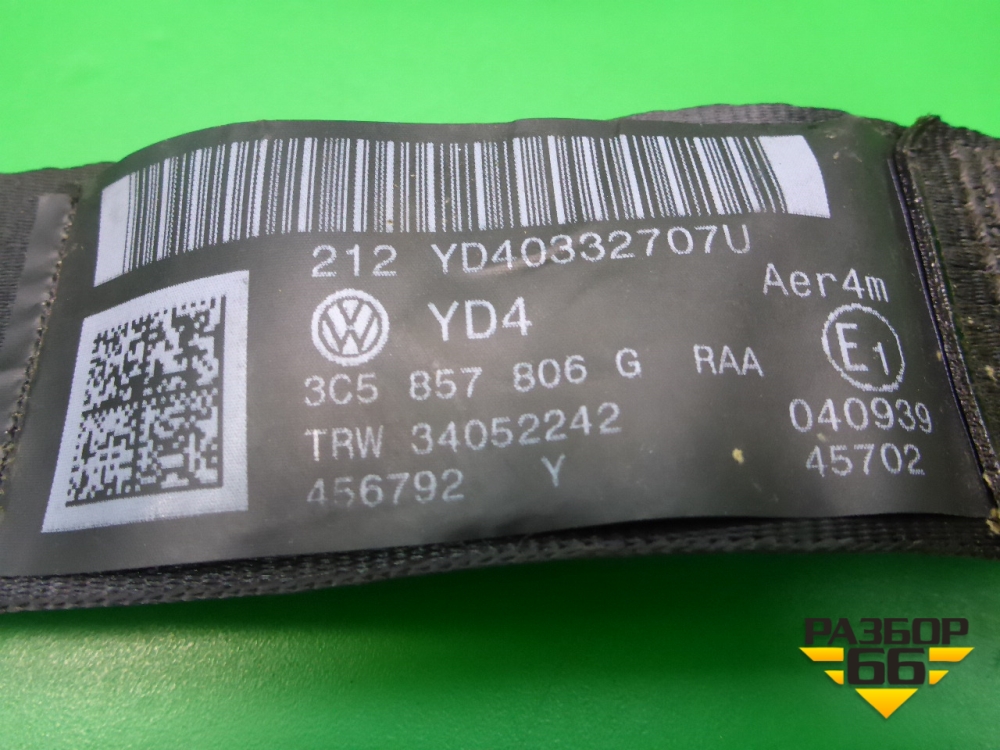 212 YD40332707U
YD4 Aer4m
3C5 857 806 G RAA E1
TRW 34052242 040939
456792 Y 45702
РАЗБОР
66